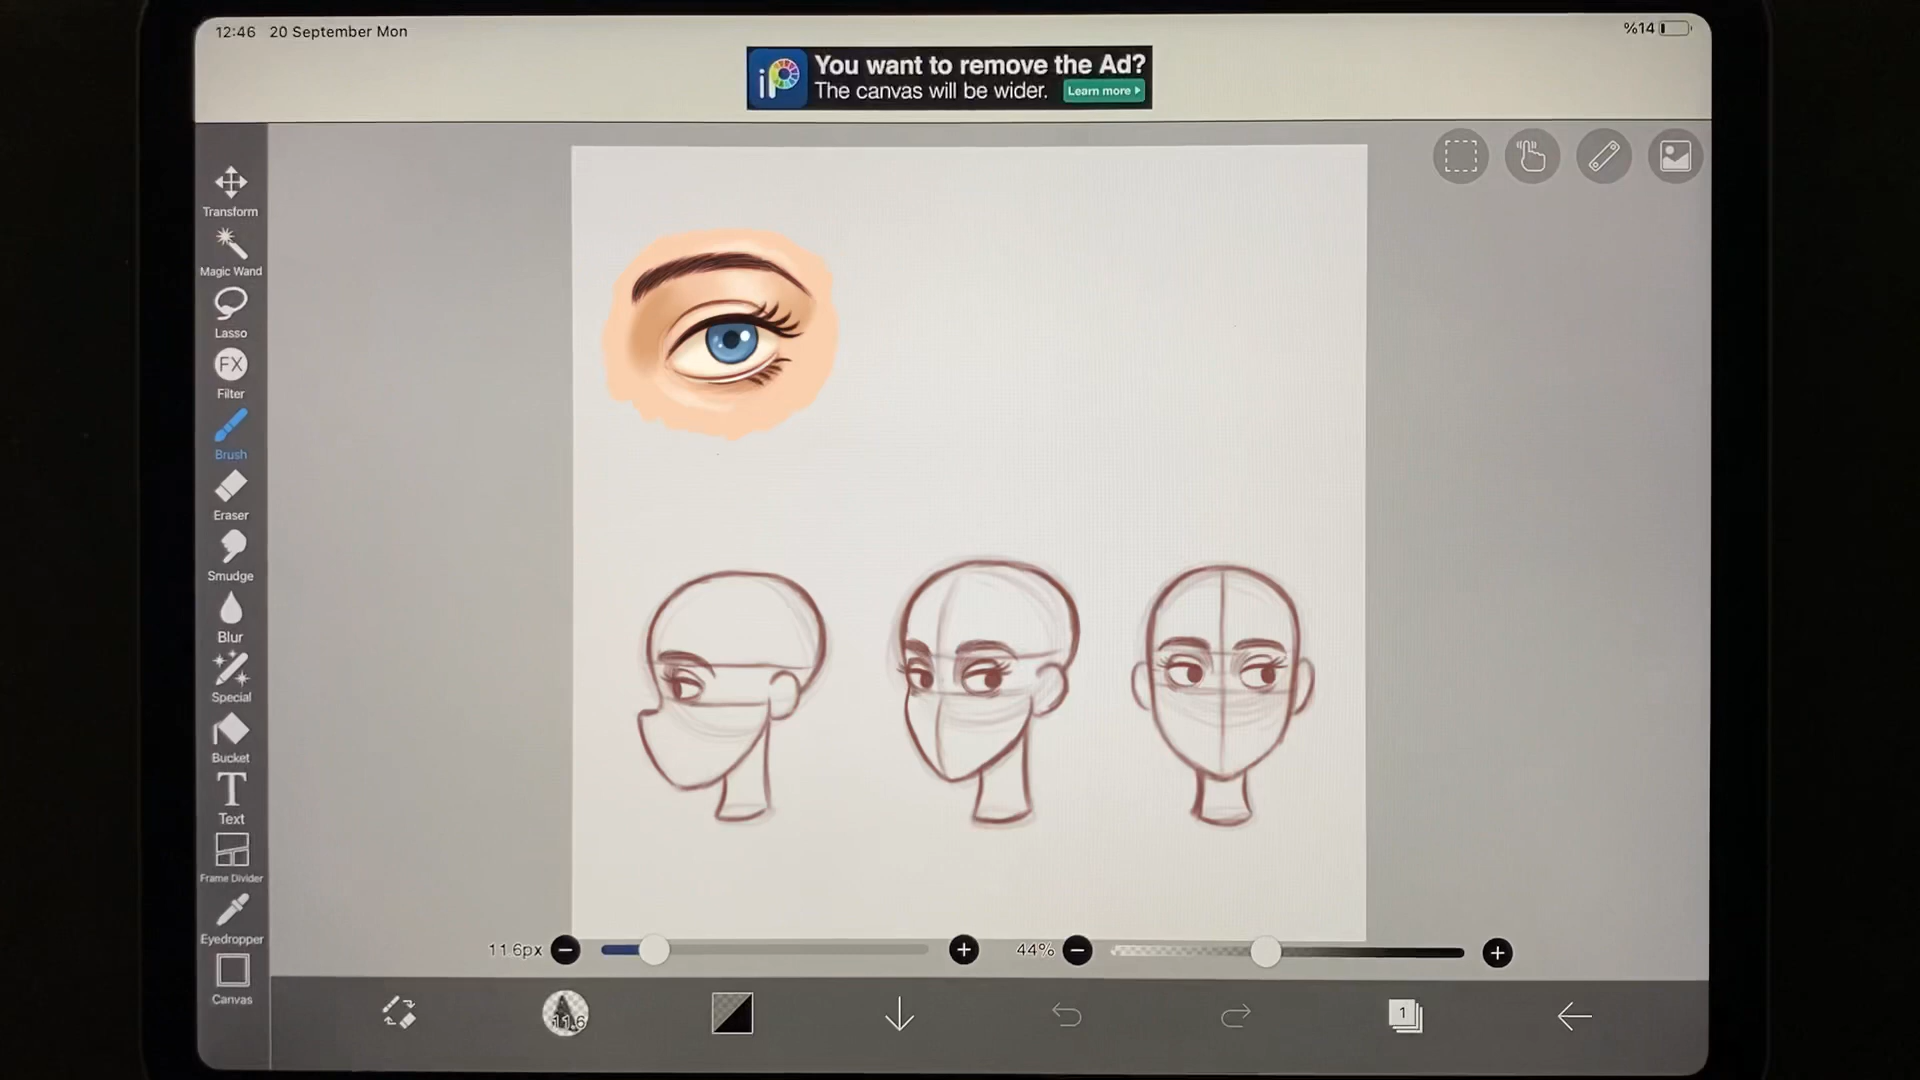 12:46 20 September Mon
%14
iP
You want to remove the Ad?
The canvas will be wider.
Learn more
Transform
Magic Wand
Lasso
FX
Filter
Brush
Eraser
Smudge
Blur
Special
Bucket
T
Text
Frame Divider
Eyedropper
Canvas
11.6px
44%
11.6
1